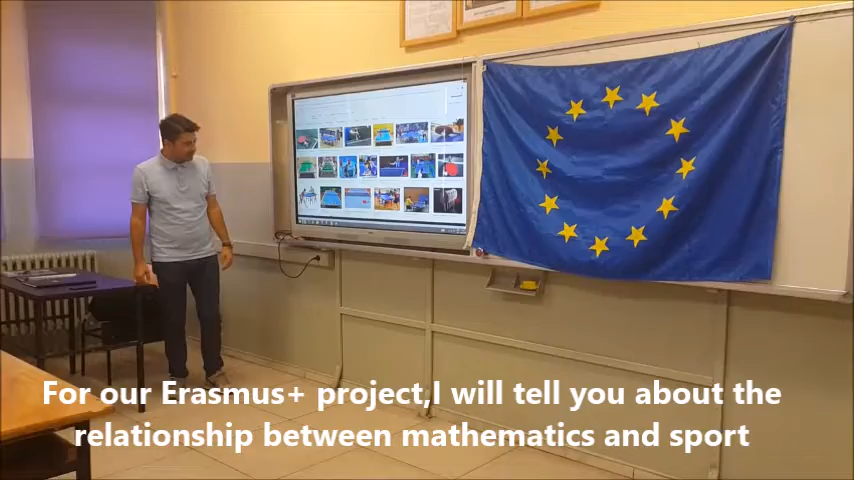 For our Erasmus+ project,I will tell you about the
relationship between mathematics and sport